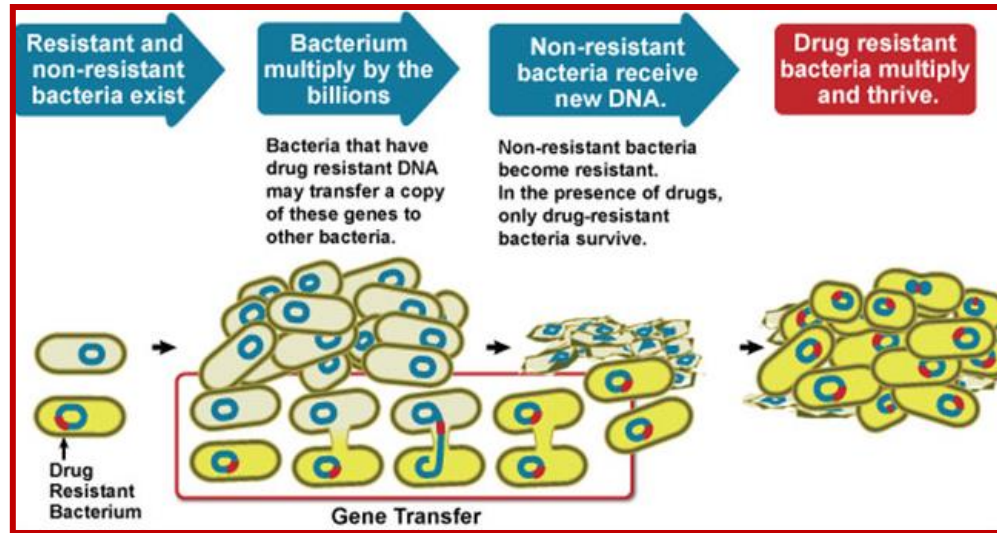 Resistant and
non-resistant
bacteria exist
Bacterium
multiply by the
billions
Non-resistant
bacteria receive
new DNA.
Drug resistant
bacteria multiply
and thrive.
Bacteria that have
drug resistant DNA
may transfer a copy
of these genes to
other bacteria.
Non-resistant bacteria
become resistant.
In the presence of drugs,
only drug-resistant
bacteria survive.
Drug
Resistant
Bacterium
Gene Transfer